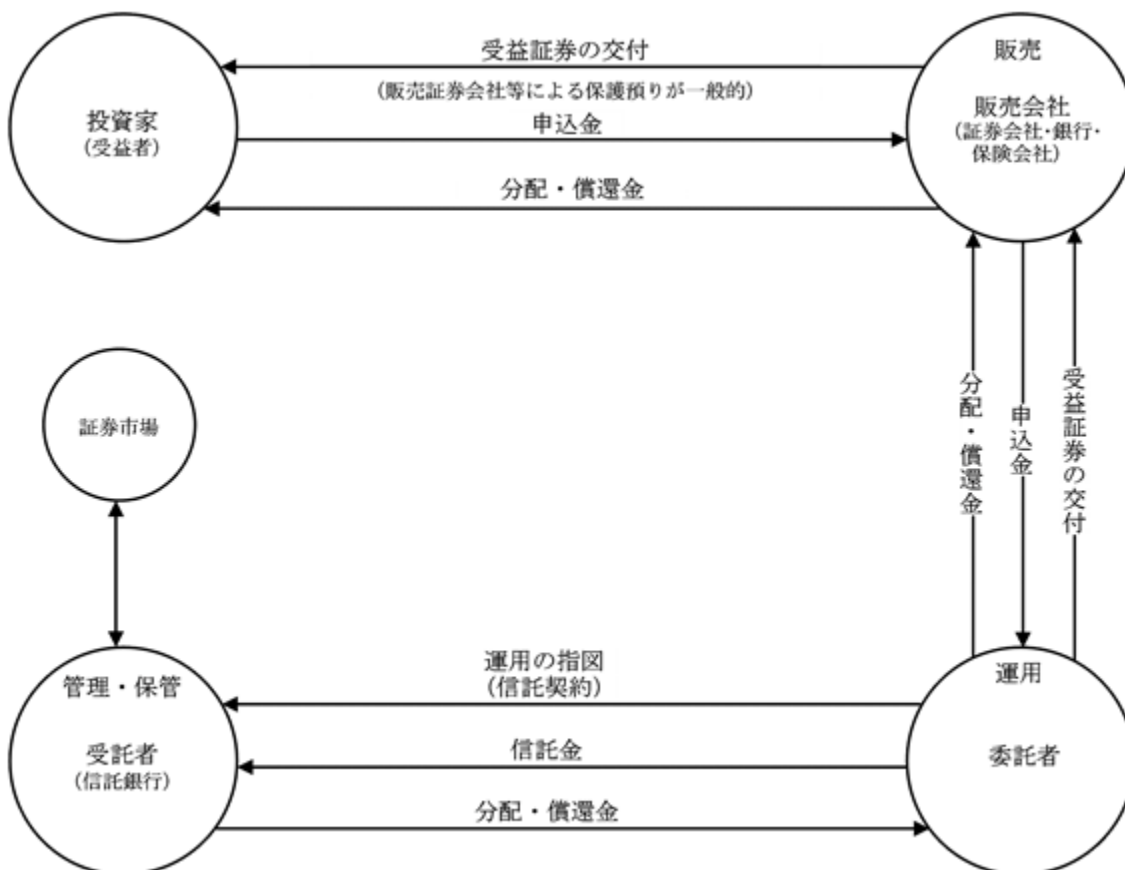 受益証券の交付
(販売証券会社等による保護預りが一般的)
申込金
分配・償還金
投資家
(受益者)
販売
販売会社
(証券会社・銀行・
保険会社)
証券市場
分配・償還金
申込金
受益証券の交付
管理・保管
受託者
(信託銀行)
運用の指図
(信託契約)
信託金
分配・償還金
運用
委託者